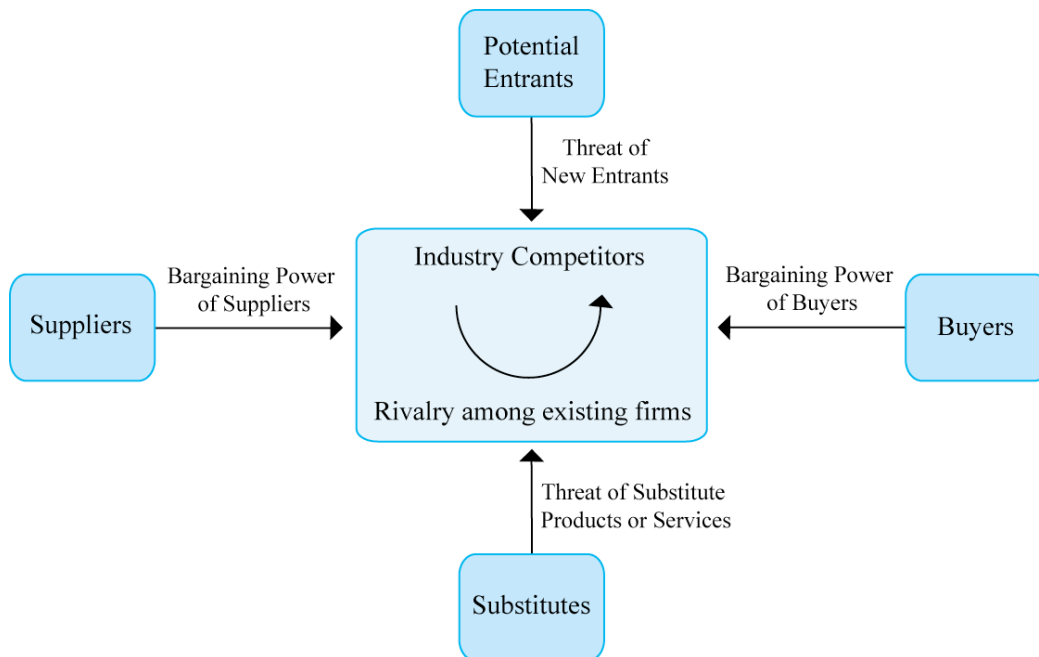 Potential
Entrants
Threat of
New Entrants
Industry Competitors
Bargaining Power
of Suppliers
Bargaining Power
of Buyers
Suppliers
Buyers
Rivalry among existing firms
Threat of Substitute
Products or Services
Substitutes